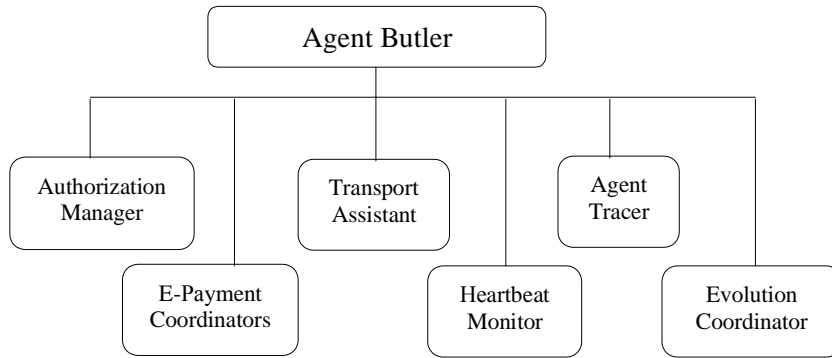 Agent Butler
Authorization
Manager
Transport
Assistant
Agent
Tracer
E-Payment
Coordinators
Heartbeat
Monitor
Evolution
Coordinator